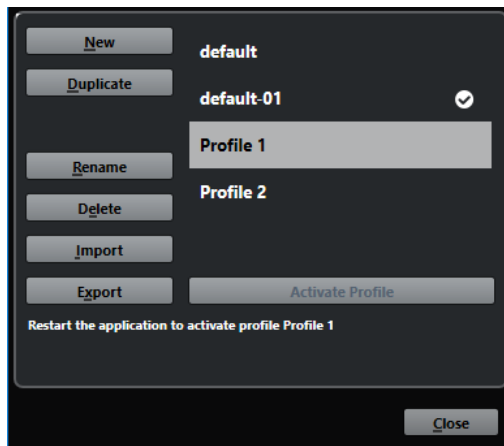 New
Duplicate
Rename
Delete
Import
Export
default
default-01
Profile 1
Profile 2
Activate Profile
Restart the application to activate profile Profile 1
Close